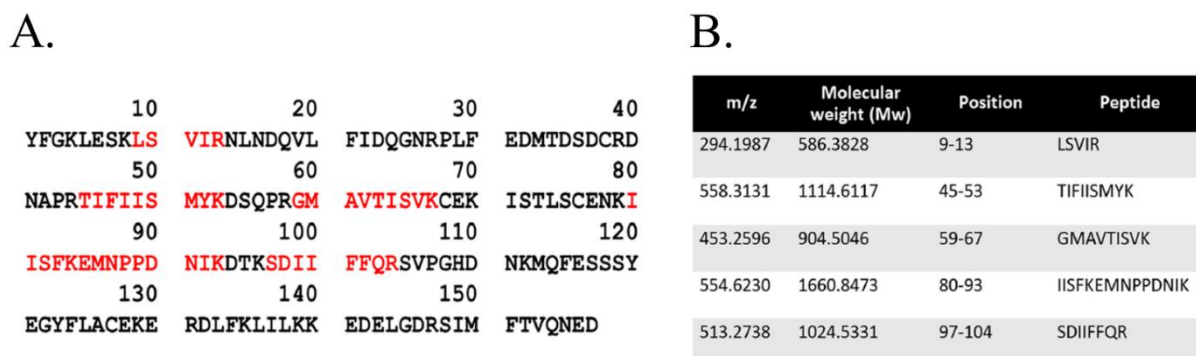 A.
B.
10 20 30 40
YFGKLESKLS VIRNLNDQVL FIDQGNRPLF EDMTDSDCRD
50 60 70 80
NAPRTIFIIS MYKDSQPRGM AVTISVKCEK ISTLSCENKI
90 100 110 120
ISFKEMNPPD NIKDTKSDII FFQRSVPGHD NKMQFESSSY
130 140 150
EGYFLACEKE RDLFKLILKK EDELGDRSIM FTVQNED
m/z Molecular weight (Mw) Position Peptide
294.1987 586.3828 9-13 LSVIR
558.3131 1114.6117 45-53 TIFIISMYK
453.2596 904.5046 59-67 GMAVTISVK
554.6230 1660.8473 80-93 IISFKEMNPPDNIK
513.2738 1024.5331 97-104 SDIIFFQR